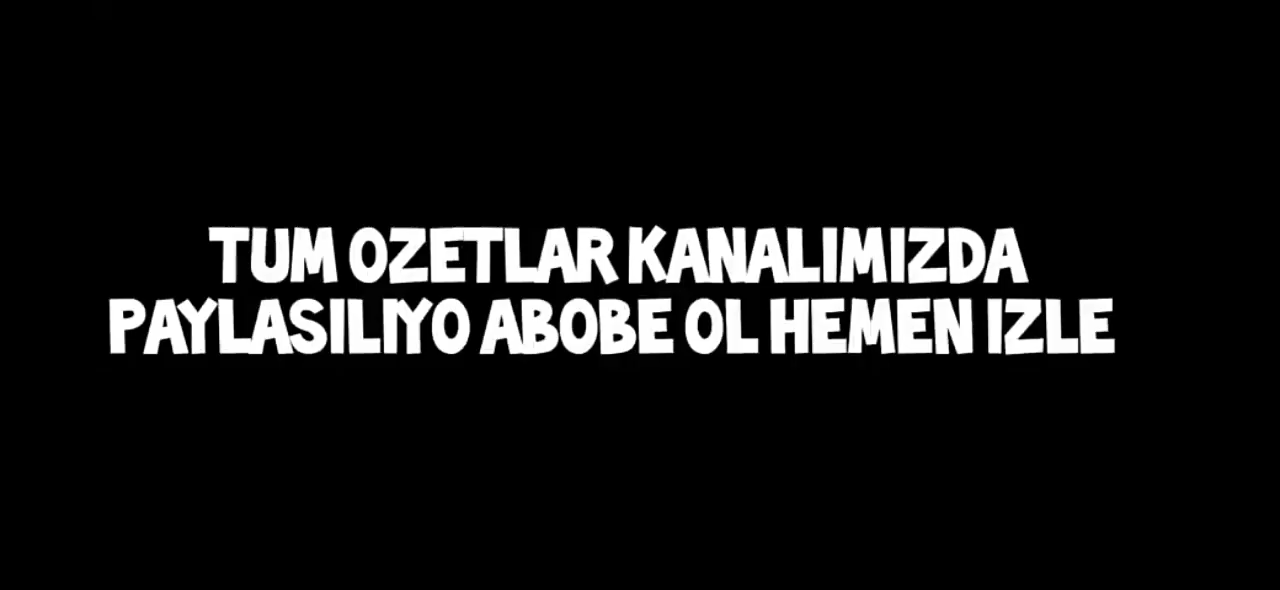 TUM OZETLAR KANALIMIZDA
PAYLASILIYO ABOBE OL HEMEN IZLE